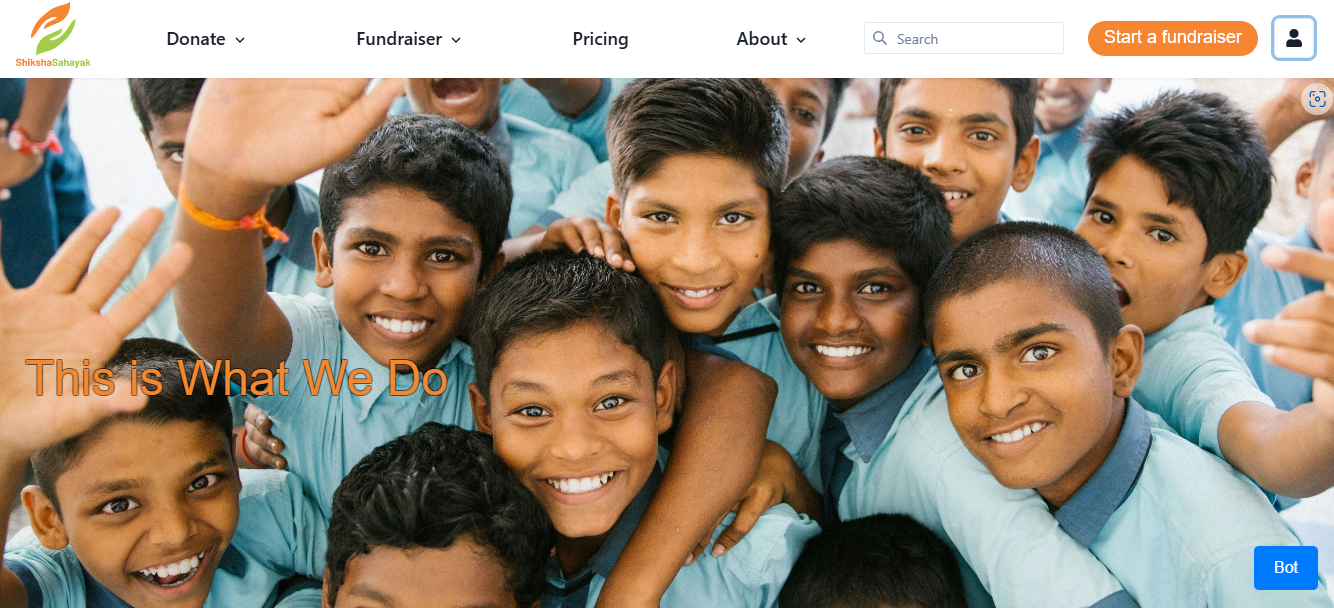 ShikshaSahayak
Donate
Fundraiser
Pricing
About
Search
Start a fundraiser
This is What We Do
Bot